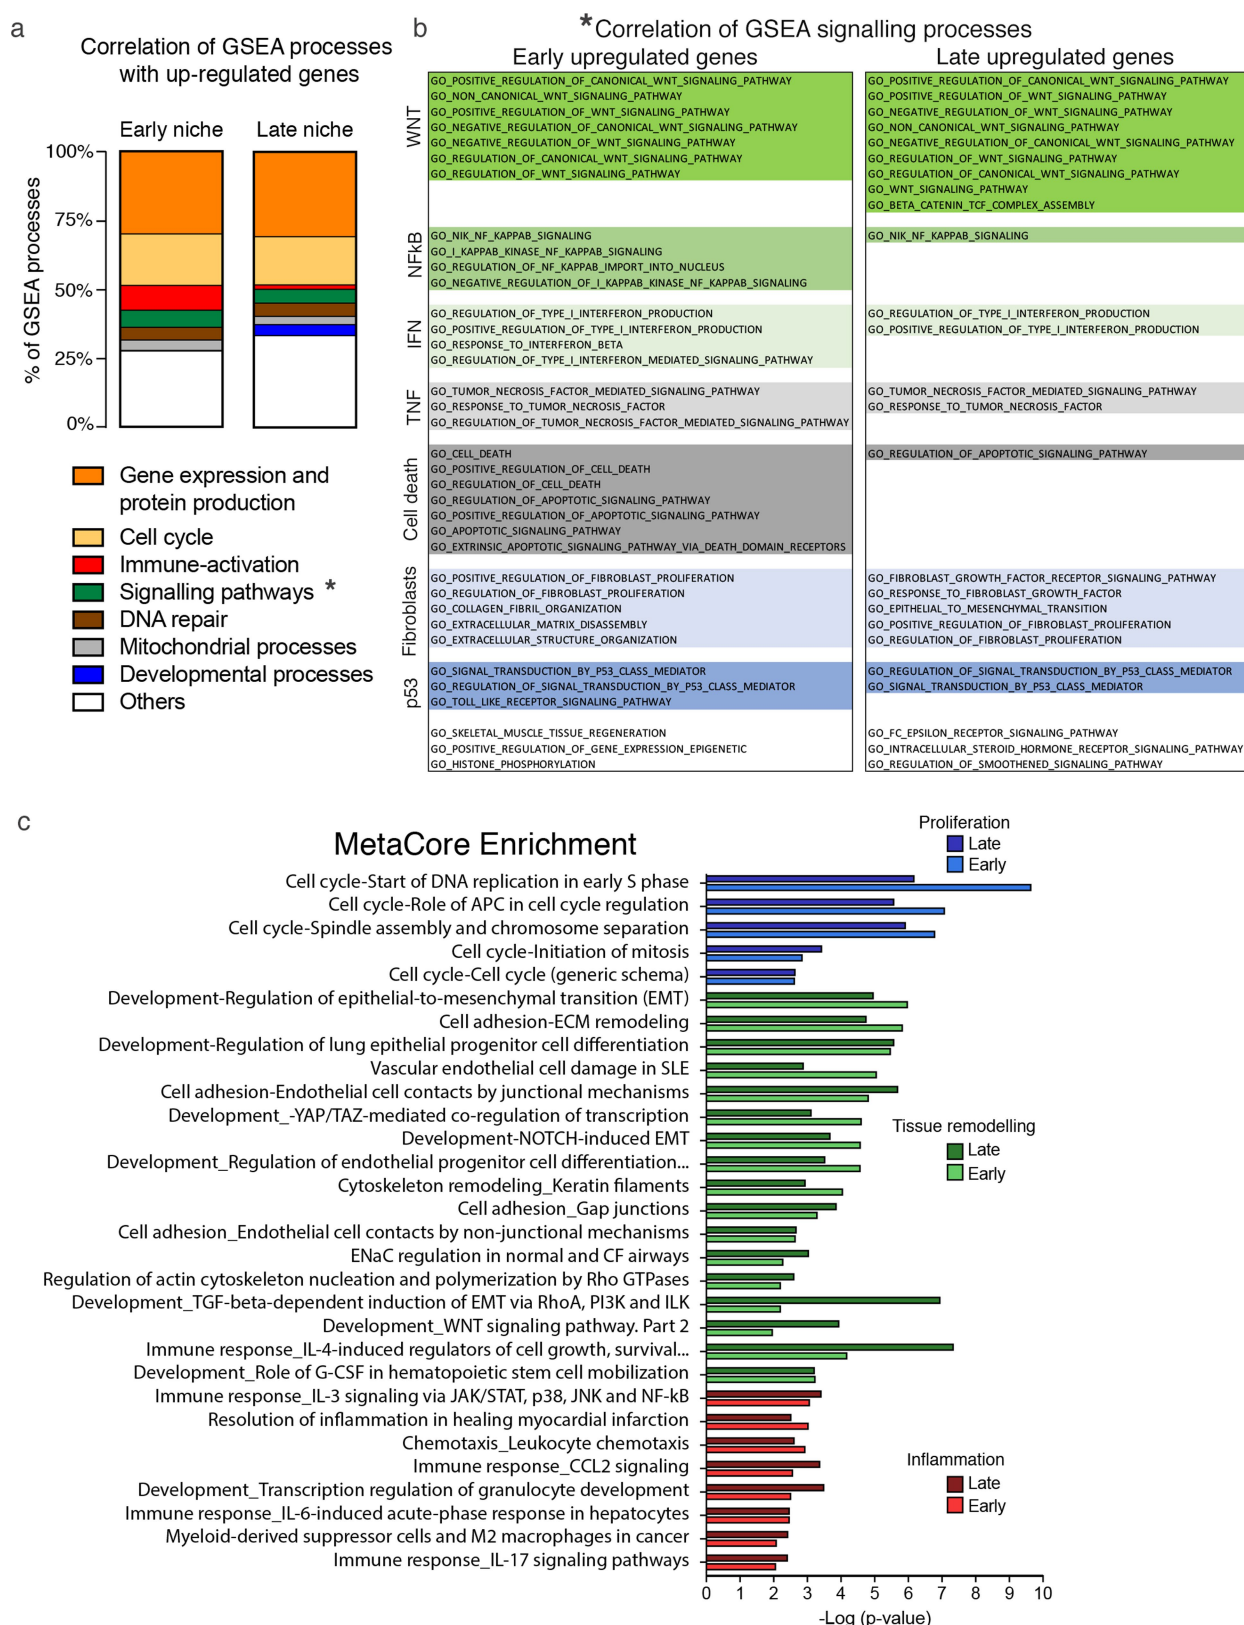 a
Correlation of GSEA processes
with up-regulated genes
Early niche
Late niche
% of GSEA processes
100%
75%
50%
25%
0%
Gene expression and
protein production
Cell cycle
Immune-activation
Signalling pathways *
DNA repair
Mitochondrial processes
Developmental processes
Others
b
*Correlation of GSEA signalling processes
Early upregulated genes
WNT
GO_POSITIVE_REGULATION_OF_CANONICAL_WNT_SIGNALING_PATHWAY
GO_NON_CANONICAL_WNT_SIGNALING_PATHWAY
GO_POSITIVE_REGULATION_OF_WNT_SIGNALING_PATHWAY
GO_NEGATIVE_REGULATION_OF_CANONICAL_WNT_SIGNALING_PATHWAY
GO_NEGATIVE_REGULATION_OF_WNT_SIGNALING_PATHWAY
GO_REGULATION_OF_CANONICAL_WNT_SIGNALING_PATHWAY
GO_REGULATION_OF_WNT_SIGNALING_PATHWAY
NFkB
GO_NIK_NF_KAPPAB_SIGNALING
GO_I_KAPPAB_KINASE_NF_KAPPAB_SIGNALING
GO_REGULATION_OF_NF_KAPPAB_IMPORT_INTO_NUCLEUS
GO_NEGATIVE_REGULATION_OF_I_KAPPAB_KINASE_NF_KAPPAB_SIGNALING
IFN
GO_REGULATION_OF_TYPE_I_INTERFERON_PRODUCTION
GO_POSITIVE_REGULATION_OF_TYPE_I_INTERFERON_PRODUCTION
GO_RESPONSE_TO_INTERFERON_BETA
GO_REGULATION_OF_TYPE_I_INTERFERON_MEDIATED_SIGNALING_PATHWAY
TNF
GO_TUMOR_NECROSIS_FACTOR_MEDIATED_SIGNALING_PATHWAY
GO_RESPONSE_TO_TUMOR_NECROSIS_FACTOR
GO_REGULATION_OF_TUMOR_NECROSIS_FACTOR_MEDIATED_SIGNALING_PATHWAY
Cell death
GO_CELL_DEATH
GO_POSITIVE_REGULATION_OF_CELL_DEATH
GO_REGULATION_OF_CELL_DEATH
GO_REGULATION_OF_APOPTOTIC_SIGNALING_PATHWAY
GO_POSITIVE_REGULATION_OF_APOPTOTIC_SIGNALING_PATHWAY
GO_APOPTOTIC_SIGNALING_PATHWAY
GO_EXTRINSIC_APOPTOTIC_SIGNALING_PATHWAY_VIA_DEATH_DOMAIN_RECEPTORS
Fibroblasts
GO_POSITIVE_REGULATION_OF_FIBROBLAST_PROLIFERATION
GO_REGULATION_OF_FIBROBLAST_PROLIFERATION
GO_COLLAGEN_FIBRIL_ORGANIZATION
GO_EXTRACELLULAR_MATRIX_DISASSEMBLY
GO_EXTRACELLULAR_STRUCTURE_ORGANIZATION
p53
GO_SIGNAL_TRANSDUCTION_BY_P53_CLASS_MEDIATOR
GO_REGULATION_OF_SIGNAL_TRANSDUCTION_BY_P53_CLASS_MEDIATOR
GO_TOLL_LIKE_RECEPTOR_SIGNALING_PATHWAY
GO_SKELETAL_MUSCLE_TISSUE_REGENERATION
GO_POSITIVE_REGULATION_OF_GENE_EXPRESSION_EPIGENETIC
GO_HISTONE_PHOSPHORYLATION
Late upregulated genes
GO_POSITIVE_REGULATION_OF_CANONICAL_WNT_SIGNALING_PATHWAY
GO_POSITIVE_REGULATION_OF_WNT_SIGNALING_PATHWAY
GO_NEGATIVE_REGULATION_OF_WNT_SIGNALING_PATHWAY
GO_NON_CANONICAL_WNT_SIGNALING_PATHWAY
GO_NEGATIVE_REGULATION_OF_CANONICAL_WNT_SIGNALING_PATHWAY
GO_REGULATION_OF_WNT_SIGNALING_PATHWAY
GO_REGULATION_OF_CANONICAL_WNT_SIGNALING_PATHWAY
GO_WNT_SIGNALING_PATHWAY
GO_BETA_CATENIN_TCF_COMPLEX_ASSEMBLY
GO_NIK_NF_KAPPAB_SIGNALING
GO_REGULATION_OF_TYPE_I_INTERFERON_PRODUCTION
GO_POSITIVE_REGULATION_OF_TYPE_I_INTERFERON_PRODUCTION
GO_TUMOR_NECROSIS_FACTOR_MEDIATED_SIGNALING_PATHWAY
GO_RESPONSE_TO_TUMOR_NECROSIS_FACTOR
GO_REGULATION_OF_APOPTOTIC_SIGNALING_PATHWAY
GO_FIBROBLAST_GROWTH_FACTOR_RECEPTOR_SIGNALING_PATHWAY
GO_RESPONSE_TO_FIBROBLAST_GROWTH_FACTOR
GO_EPITHELIAL_TO_MESENCHYMAL_TRANSITION
GO_POSITIVE_REGULATION_OF_FIBROBLAST_PROLIFERATION
GO_REGULATION_OF_FIBROBLAST_PROLIFERATION
GO_REGULATION_OF_SIGNAL_TRANSDUCTION_BY_P53_CLASS_MEDIATOR
GO_SIGNAL_TRANSDUCTION_BY_P53_CLASS_MEDIATOR
GO_FC_EPSILON_RECEPTOR_SIGNALING_PATHWAY
GO_INTRACELLULAR_STEROID_HORMONE_RECEPTOR_SIGNALING_PATHWAY
GO_REGULATION_OF_SMOOTHENED_SIGNALING_PATHWAY
c
MetaCore Enrichment
Proliferation
Late
Early
Cell cycle-Start of DNA replication in early S phase
Cell cycle-Role of APC in cell cycle regulation
Cell cycle-Spindle assembly and chromosome separation
Cell cycle-Initiation of mitosis
Cell cycle-Cell cycle (generic schema)
Development-Regulation of epithelial-to-mesenchymal transition (EMT)
Cell adhesion-ECM remodeling
Development-Regulation of lung epithelial progenitor cell differentiation
Vascular endothelial cell damage in SLE
Cell adhesion-Endothelial cell contacts by junctional mechanisms
Development_-YAP/TAZ-mediated co-regulation of transcription
Development-NOTCH-induced EMT
Development_Regulation of endothelial progenitor cell differentiation...
Cytoskeleton remodeling_Keratin filaments
Cell adhesion_Gap junctions
Cell adhesion_Endothelial cell contacts by non-junctional mechanisms
ENaC regulation in normal and CF airways
Regulation of actin cytoskeleton nucleation and polymerization by Rho GTPases
Development_TGF-beta-dependent induction of EMT via RhoA, PI3K and ILK
Development_WNT signaling pathway. Part 2
Immune response_IL-4-induced regulators of cell growth, survival...
Development_Role of G-CSF in hematopoietic stem cell mobilization
Immune response_IL-3 signaling via JAK/STAT, p38, JNK and NF-kB
Resolution of inflammation in healing myocardial infarction
Chemotaxis_Leukocyte chemotaxis
Immune response_CCL2 signaling
Development_Transcription regulation of granulocyte development
Immune response_IL-6-induced acute-phase response in hepatocytes
Myeloid-derived suppressor cells and M2 macrophages in cancer
Immune response_IL-17 signaling pathways
Tissue remodelling
Late
Early
Inflammation
Late
Early
0 1 2 3 4 5 6 7 8 9 10
-Log (p-value)